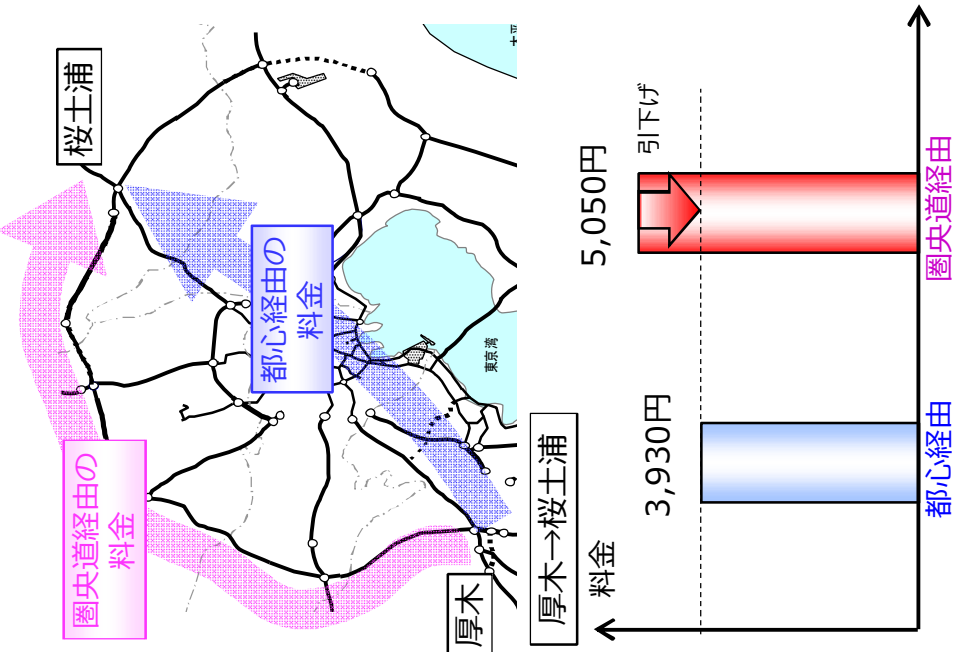 桜土浦
圏央道経由の
料金
都心経由の
料金
東京湾
厚木
厚木→桜土浦
料金
3,930円
5,050円
引下げ
都心経由
圏央道経由